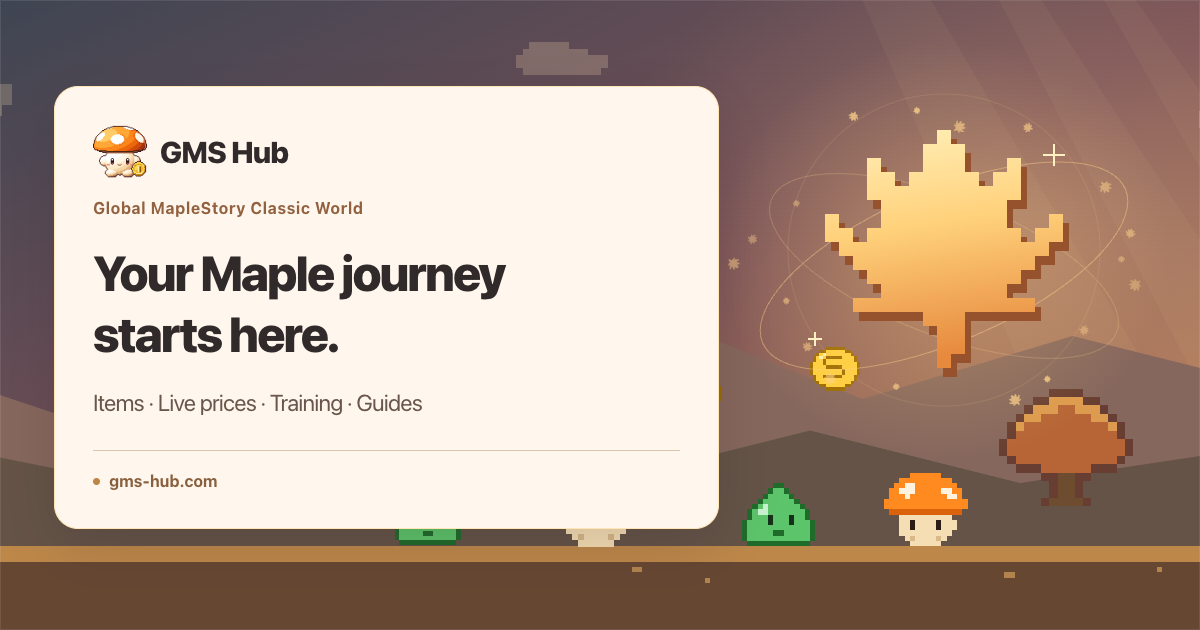 GMS Hub
Global MapleStory Classic World
Your Maple journey
starts here.
Items · Live prices · Training · Guides
gms-hub.com